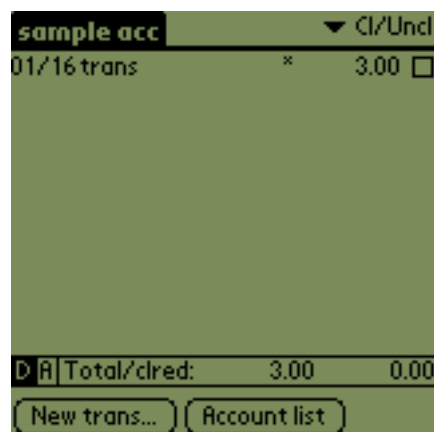 sample acc ▼ Cl/Uncl
01/16 trans × 3.00
D A Total/clred: 3.00 0.00
New trans... Account list